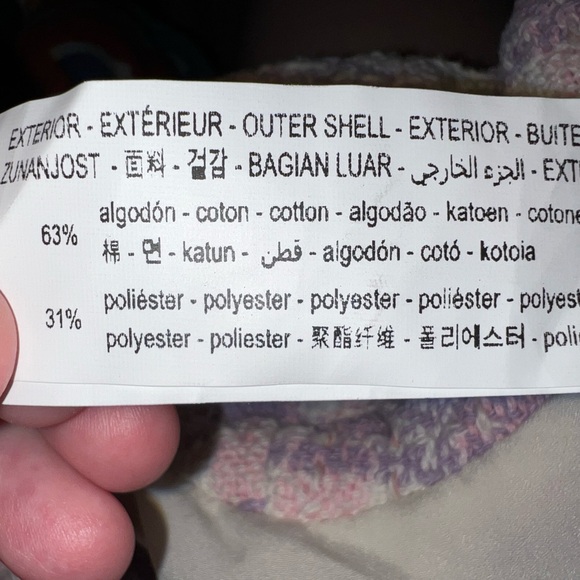 EXTERIOR - EXTÉRIEUR - OUTER SHELL - EXTERIOR - BUITE
ZUNANJOST - 面料 - 겉감 - BAGIAN LUAR - الجزء الخارجي - EXT
63%
algodón - coton - cotton - algodão - katoen - cotone
棉 - 면 - katun - قطن - algodón - cotó - kotoia
31%
poliéster - polyester - polyester - poliéster - polyest
polyester - poliester - 聚酯纤维 - 폴리에스터 - poli